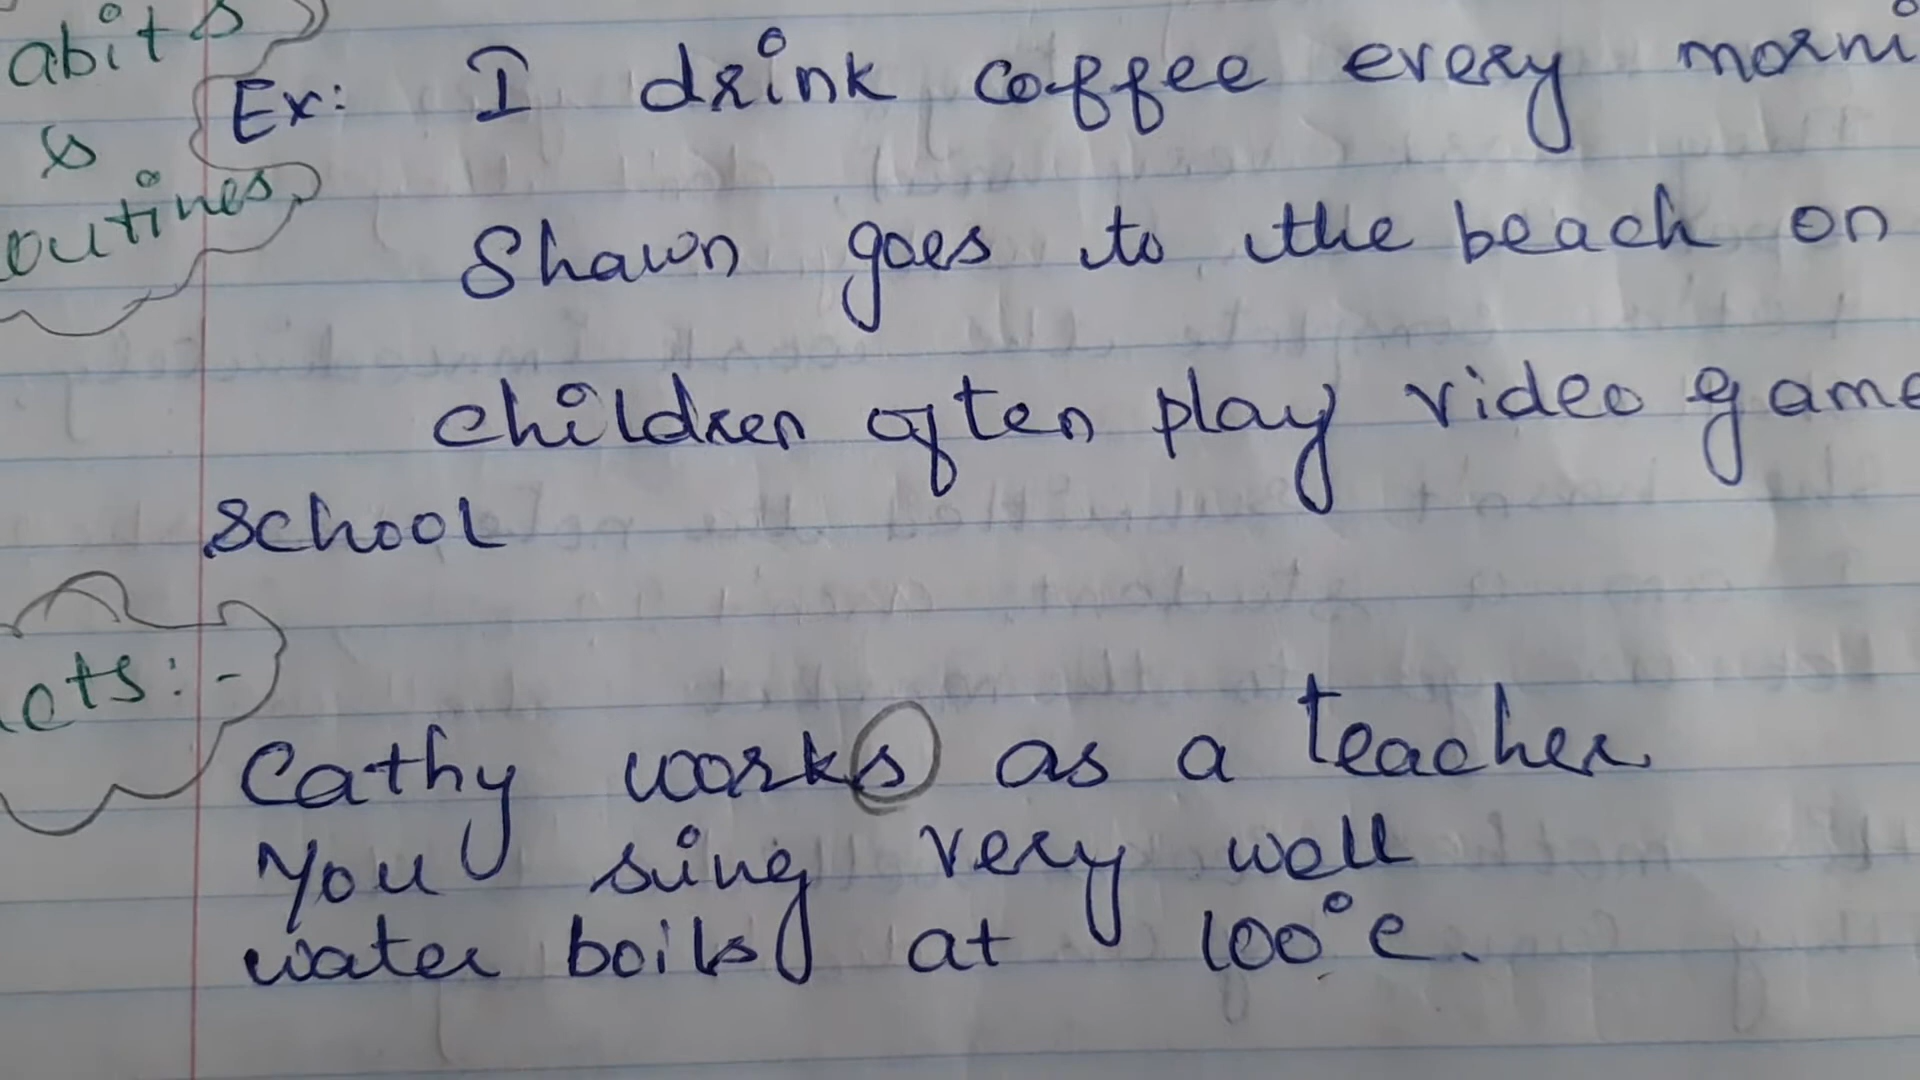 abits
Ex: I drink coffee every morni
&
outines
Shawn goes to the beach on
children often play video game
school
cts:-
Cathy works as a teacher
You sing very well
water boils at 100°c.